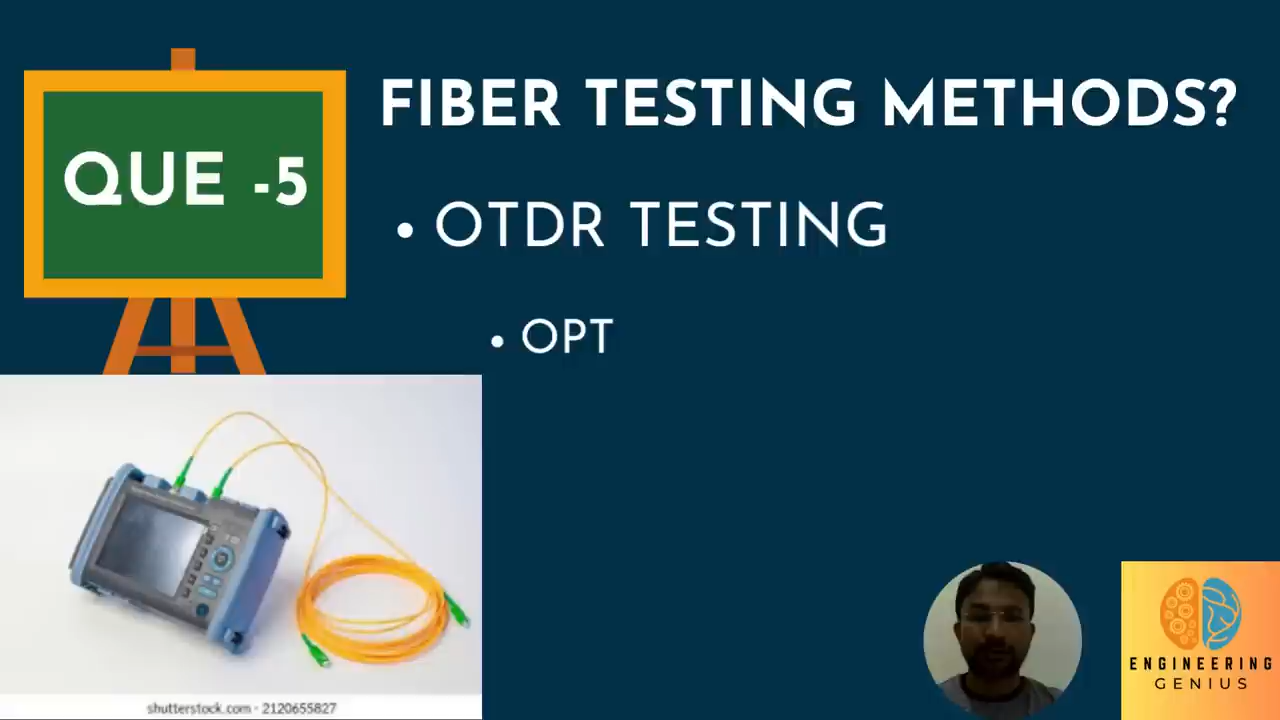 QUE -5
FIBER TESTING METHODS?
• OTDR TESTING
• OPT
shutterstock.com · 2120655827
ENGINEERING
GENIUS